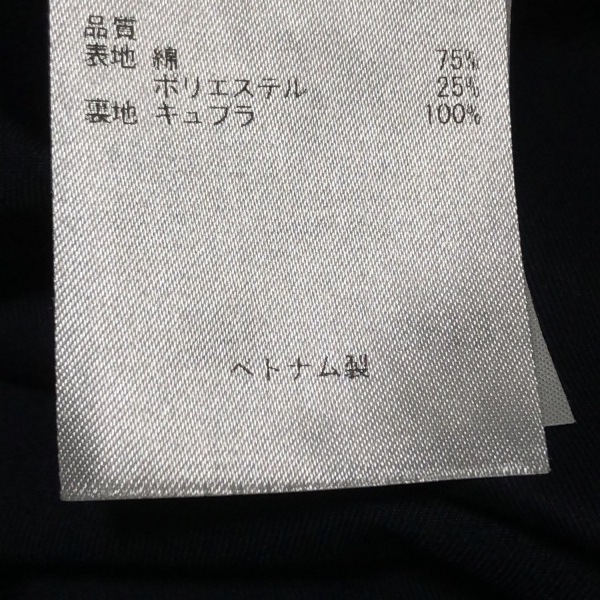 品質
表地 綿 75%
ポリエステル 25%
裏地 キュプラ 100%
ベトナム製